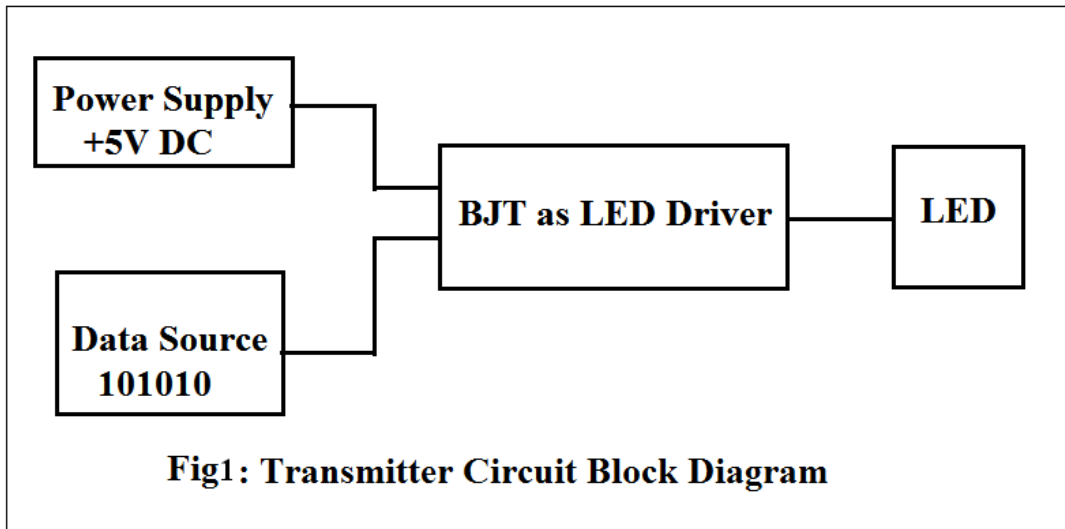 Power Supply
+5V DC
BJT as LED Driver
LED
Data Source
101010
Fig1: Transmitter Circuit Block Diagram